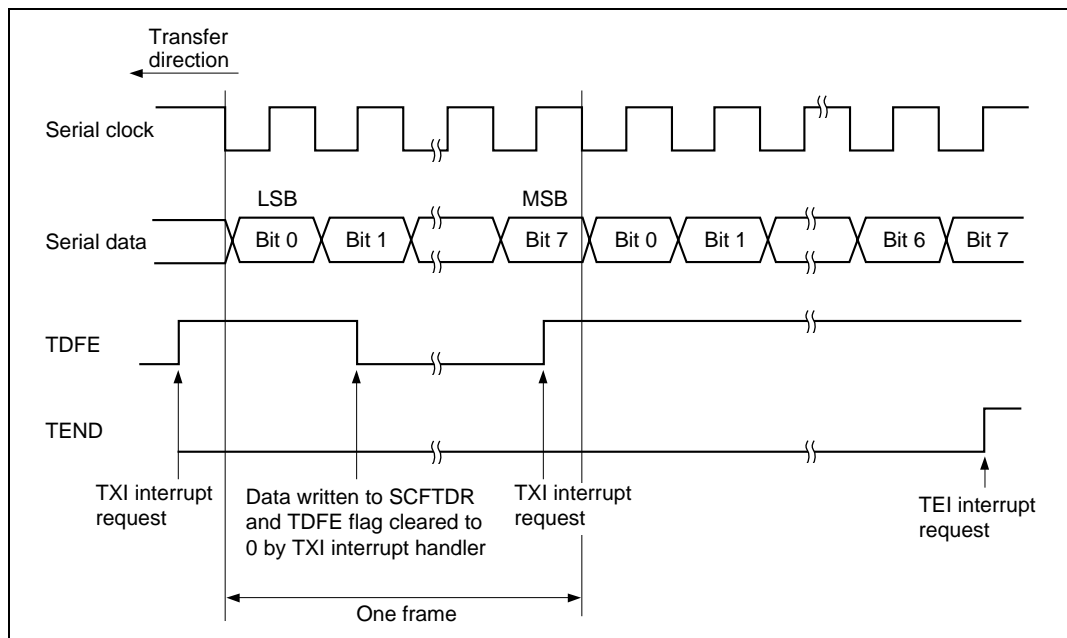 Transfer
direction
Serial clock
LSB
MSB
Serial data
Bit 0
Bit 1
Bit 7
Bit 0
Bit 1
Bit 6
Bit 7
TDFE
TEND
TXI interrupt
request
Data written to SCFTDR
and TDFE flag cleared to
0 by TXI interrupt handler
TXI interrupt
request
TEI interrupt
request
One frame